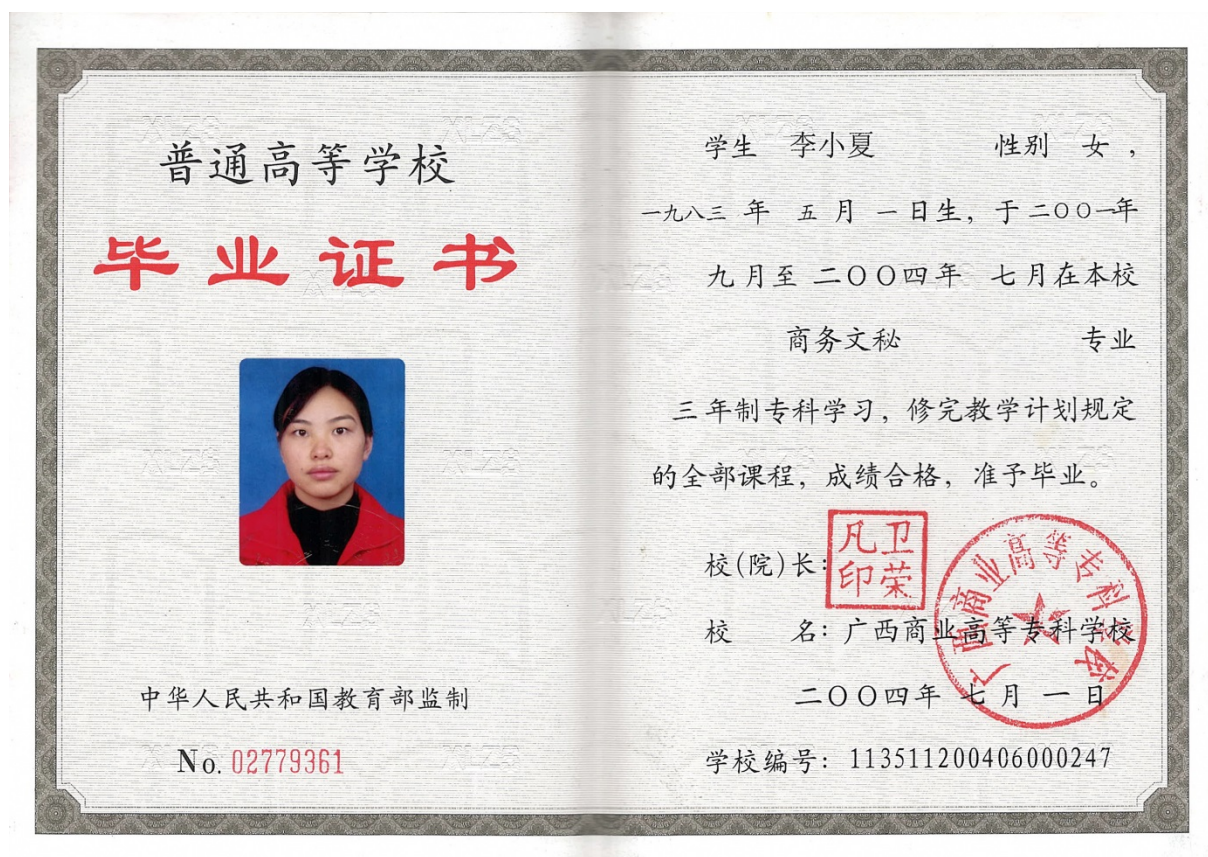 普通高等学校
毕业证书
中华人民共和国教育部监制
No. 02779361
学生 李小夏 性别 女，
一九八三 年 五 月 一 日生，于 二〇〇一年
九 月至 二〇〇四年 七 月在本校
商务文秘 专业
三 年制专科学习，修完教学计划规定
的全部课程，成绩合格，准予毕业。
校(院)长：
卫荣凡印
校 名：广西商业高等专科学校
广西商业高等专科学校
二〇〇四年 七 月 一 日
学校编号：113511200406000247
XLZS